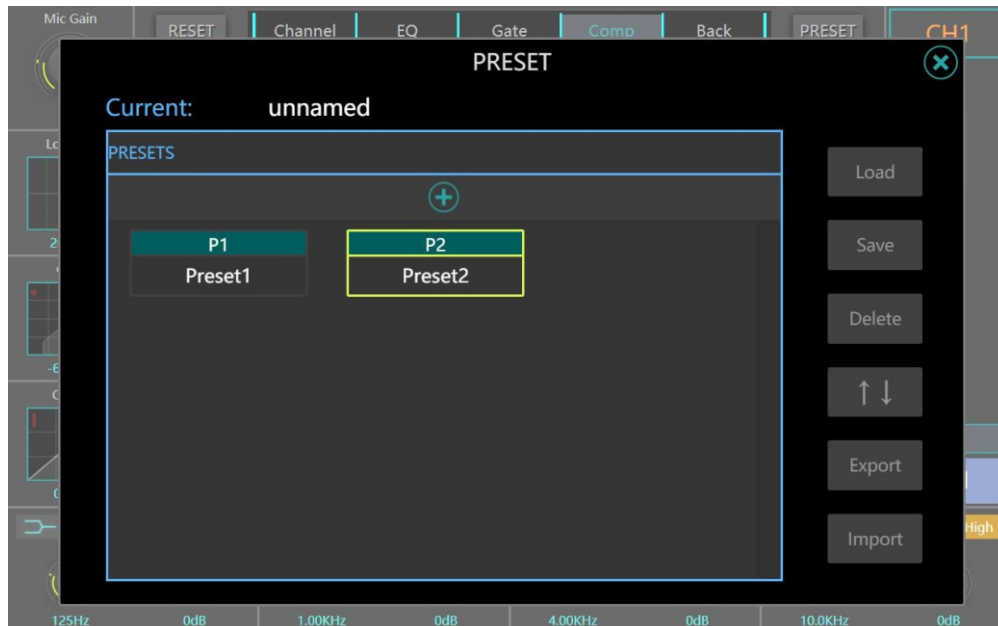 Mic Gain
RESET Channel EQ Gate Comp Back PRESET CH1
PRESET
Current: unnamed
PRESETS
Load
P1 P2
Save
Preset1 Preset2
Delete
↑↓
Export
Import
High
125Hz 0dB 1.00KHz 0dB 4.00KHz 0dB 10.0KHz 0dB